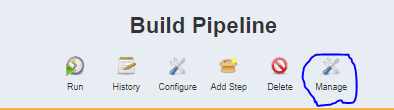 Build Pipeline
Run History Configure Add Step Delete Manage